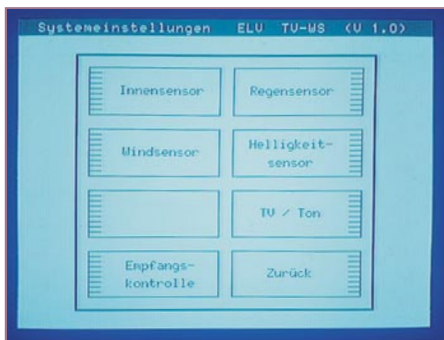 Systemeinstellungen ELV TV-WS (V 1.0)
Innensensor
Regensensor
Windsensor
Helligkeit-
sensor
TV / Ton
Empfangs-
kontrolle
Zurück